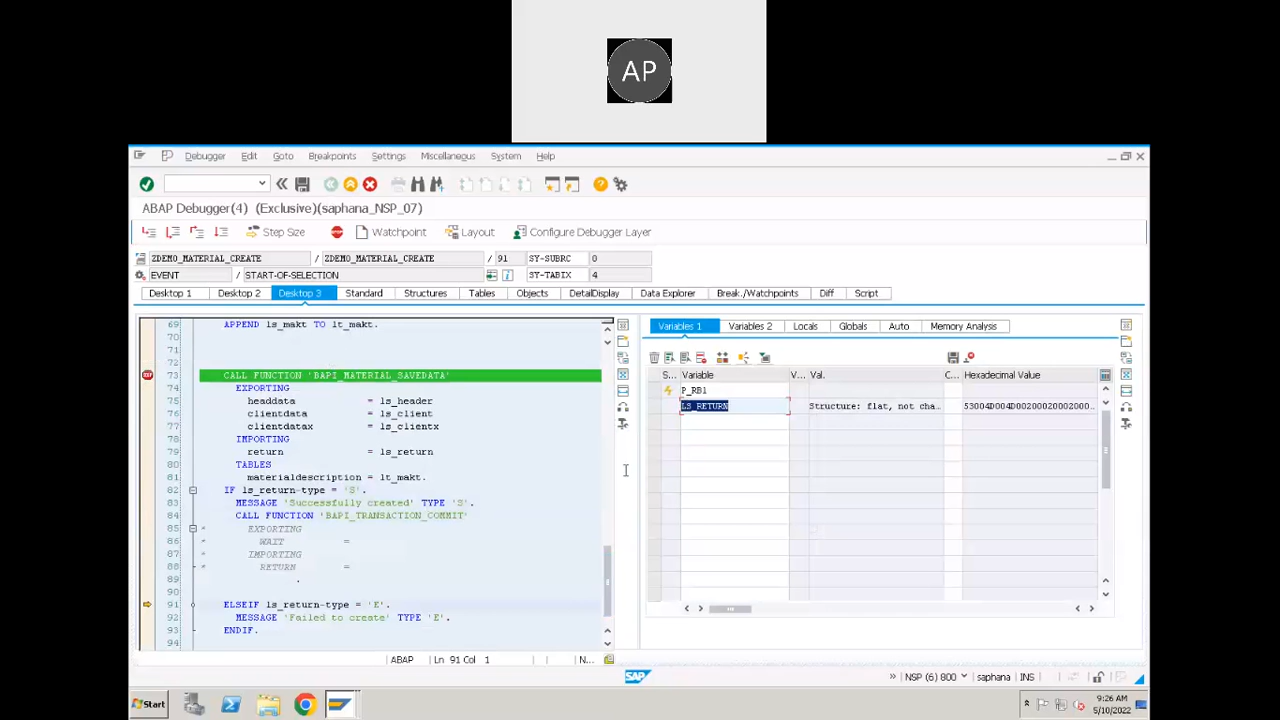 AP
Debugger Edit Goto Breakpoints Settings Miscellaneous System Help
ABAP Debugger(4) (Exclusive)(saphana_NSP_07)
Step Size Watchpoint Layout Configure Debugger Layer
ZDEMO_MATERIAL_CREATE / ZDEMO_MATERIAL_CREATE / 91 SY-SUBRC 0
EVENT / START-OF-SELECTION SY-TABIX 4
Desktop 1 Desktop 2 Desktop 3 Standard Structures Tables Objects DetailDisplay Data Explorer Break./Watchpoints Diff Script
Variables 1 Variables 2 Locals Globals Auto Memory Analysis
S... Variable V... Val. C... Hexadecimal Value
P_RB1
LS_RETURN Structure: flat, not cha... 53004D004D00200020002000...
69 APPEND ls_makt TO lt_makt.
70
71
72
73 CALL FUNCTION 'BAPI_MATERIAL_SAVEDATA'
74 EXPORTING
75 headdata = ls_header
76 clientdata = ls_client
77 clientdatax = ls_clientx
78 IMPORTING
79 return = ls_return
80 TABLES
81 materialdescription = lt_makt.
82 IF ls_return-type = 'S'.
83 MESSAGE 'Successfully created' TYPE 'S'.
84 CALL FUNCTION 'BAPI_TRANSACTION_COMMIT'
85 * EXPORTING
86 * WAIT =
87 * IMPORTING
88 * RETURN =
89 .
90
91 ELSEIF ls_return-type = 'E'.
92 MESSAGE 'Failed to create' TYPE 'E'.
93 ENDIF.
94
ABAP Ln 91 Col 1 N...
SAP
» NSP (6) 800 saphana INS
Start
9:26 AM
5/10/2022